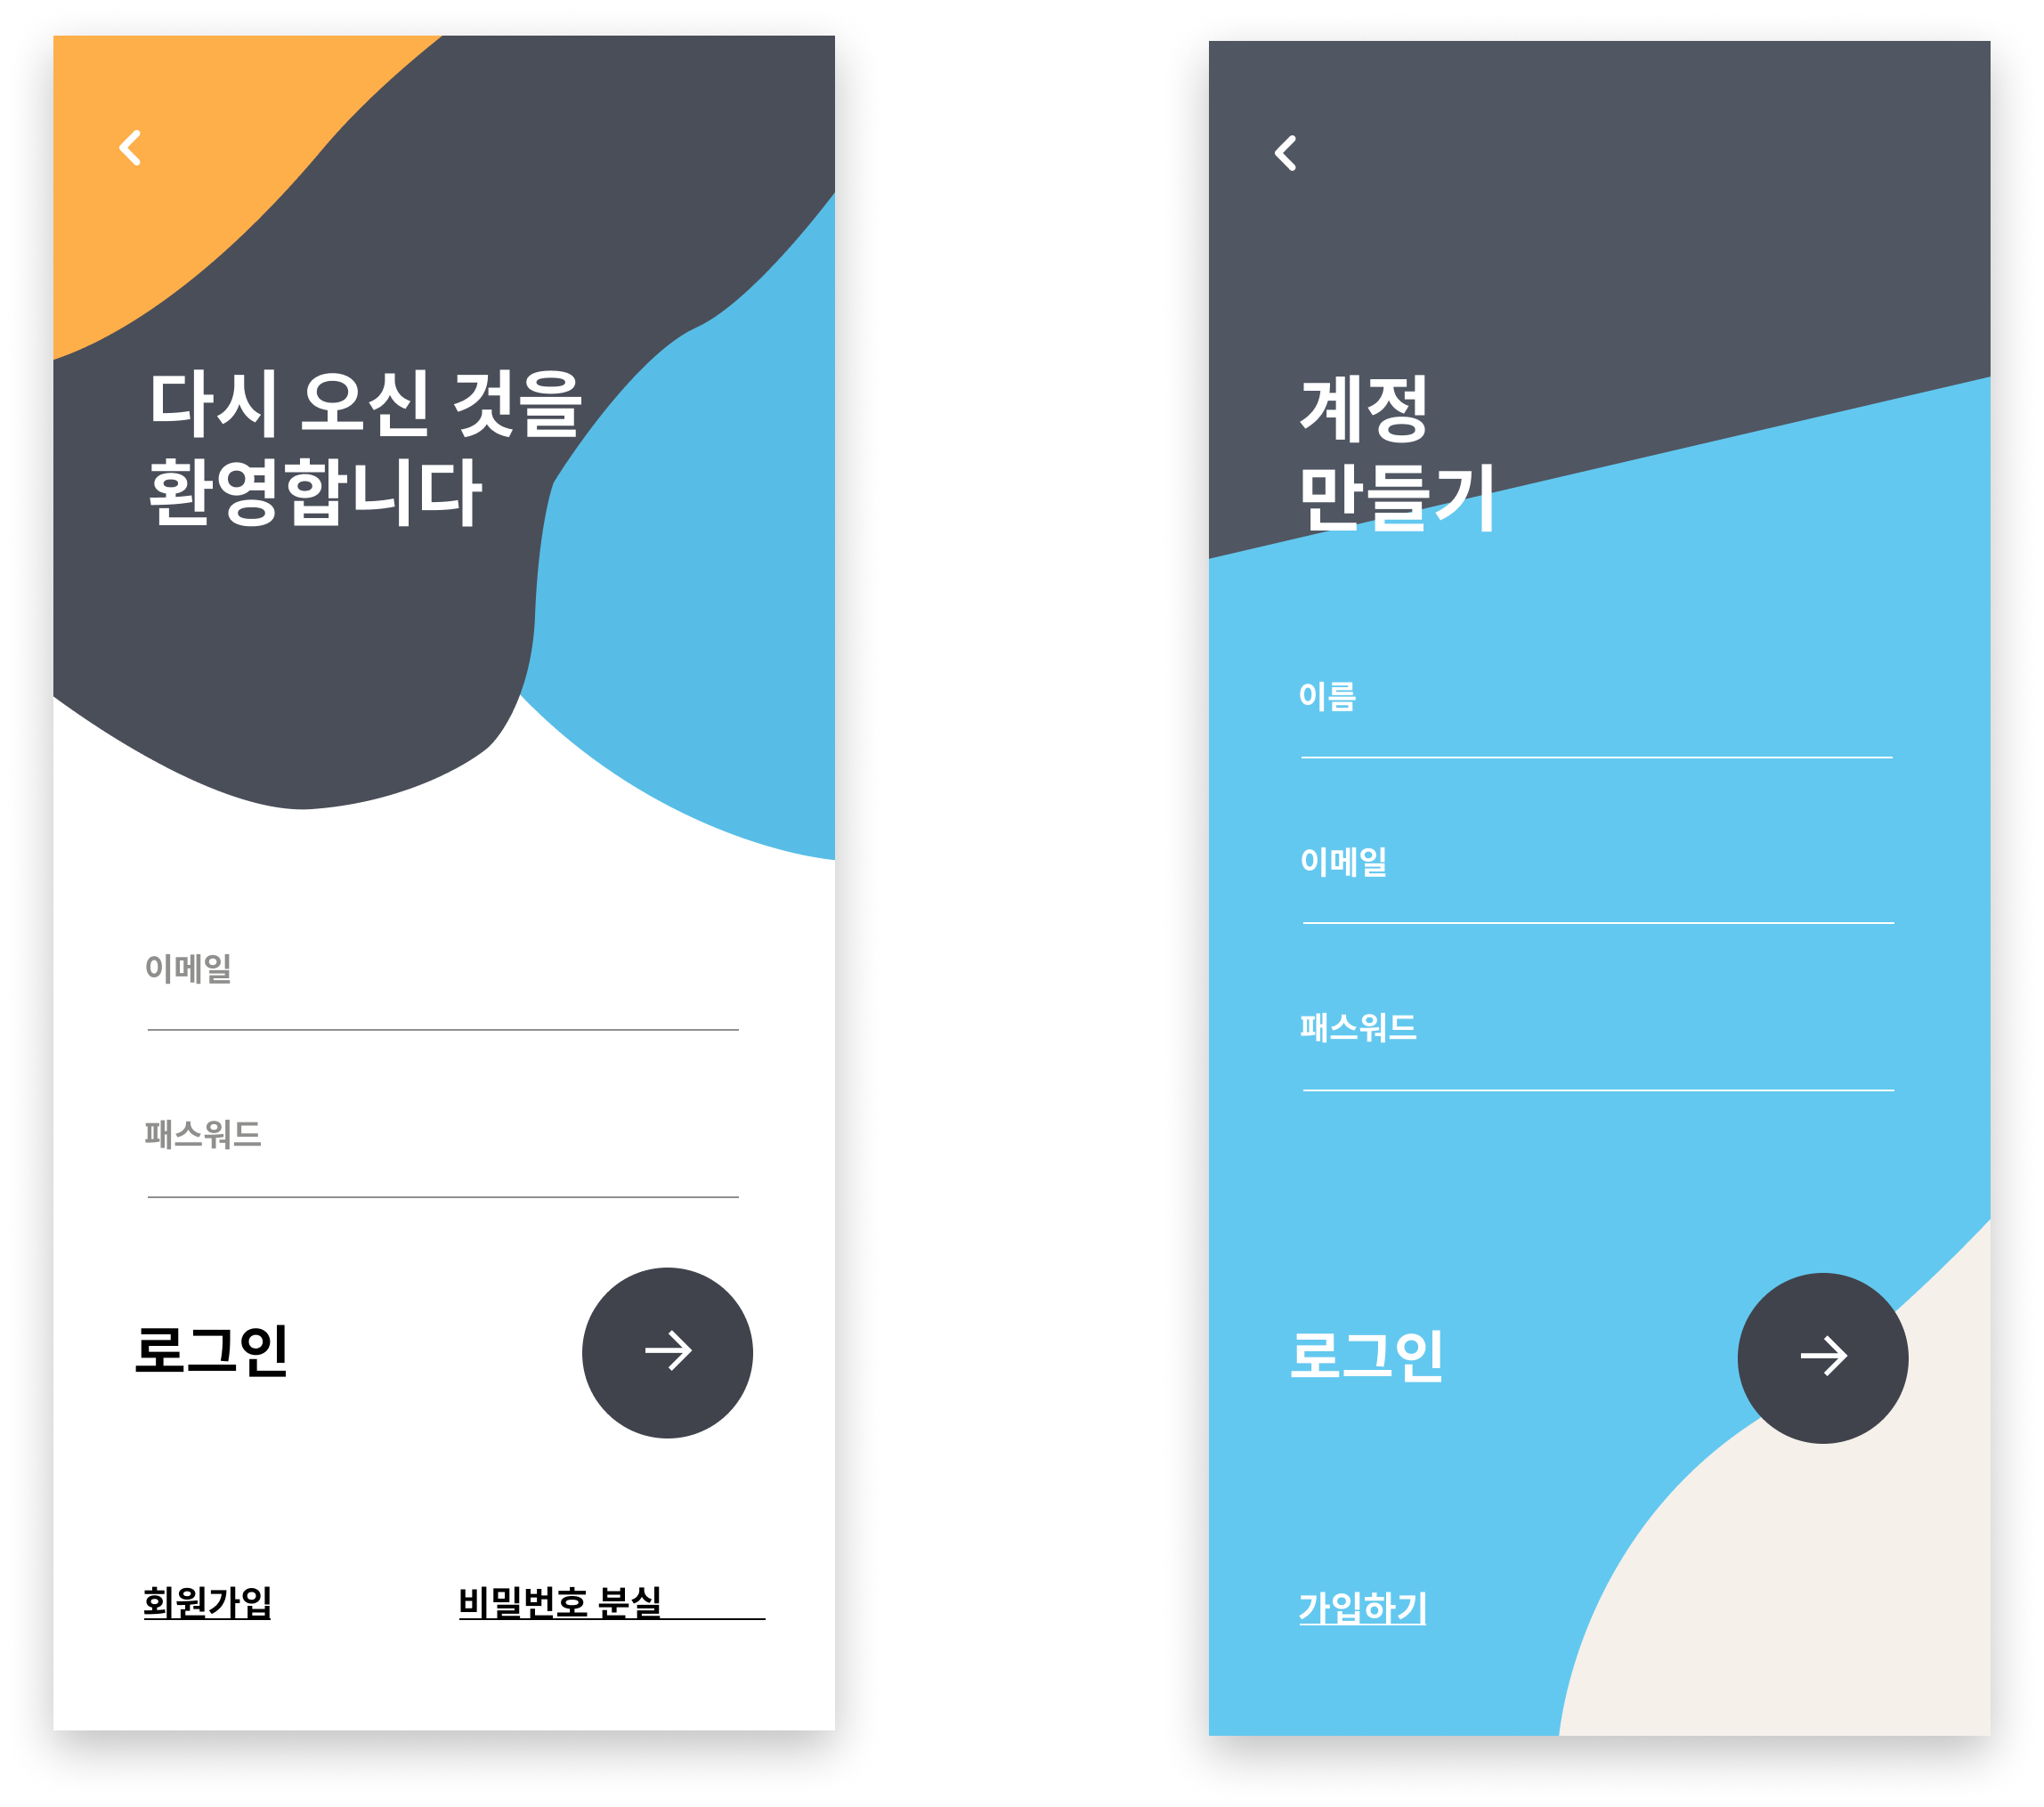 다시 오신 것을
환영합니다
이메일
패스워드
로그인
회원가입
비밀번호 분실
계정
만들기
이름
이메일
패스워드
로그인
가입하기